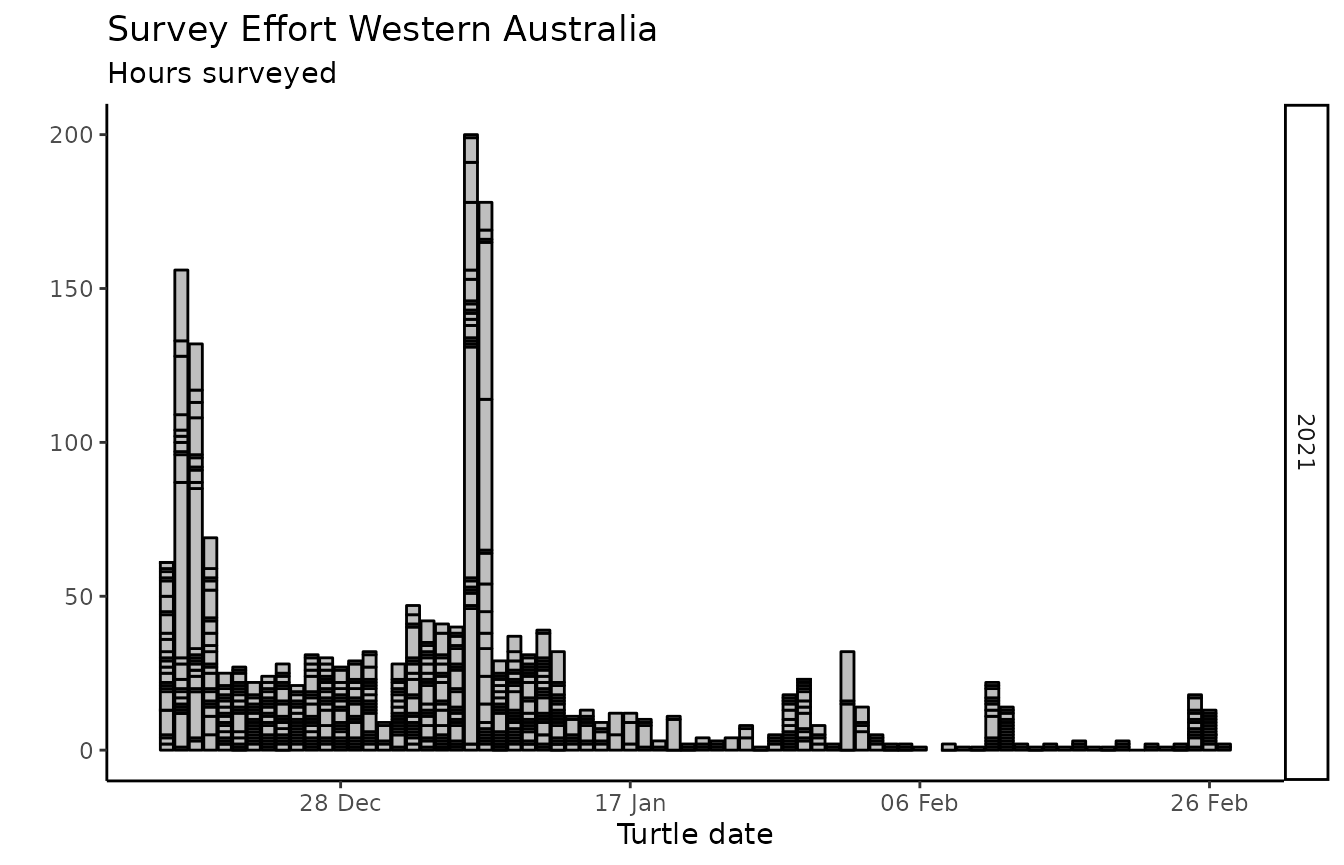 Survey Effort Western Australia
Hours surveyed
200
150
100
50
0
2021
28 Dec
17 Jan
06 Feb
26 Feb
Turtle date